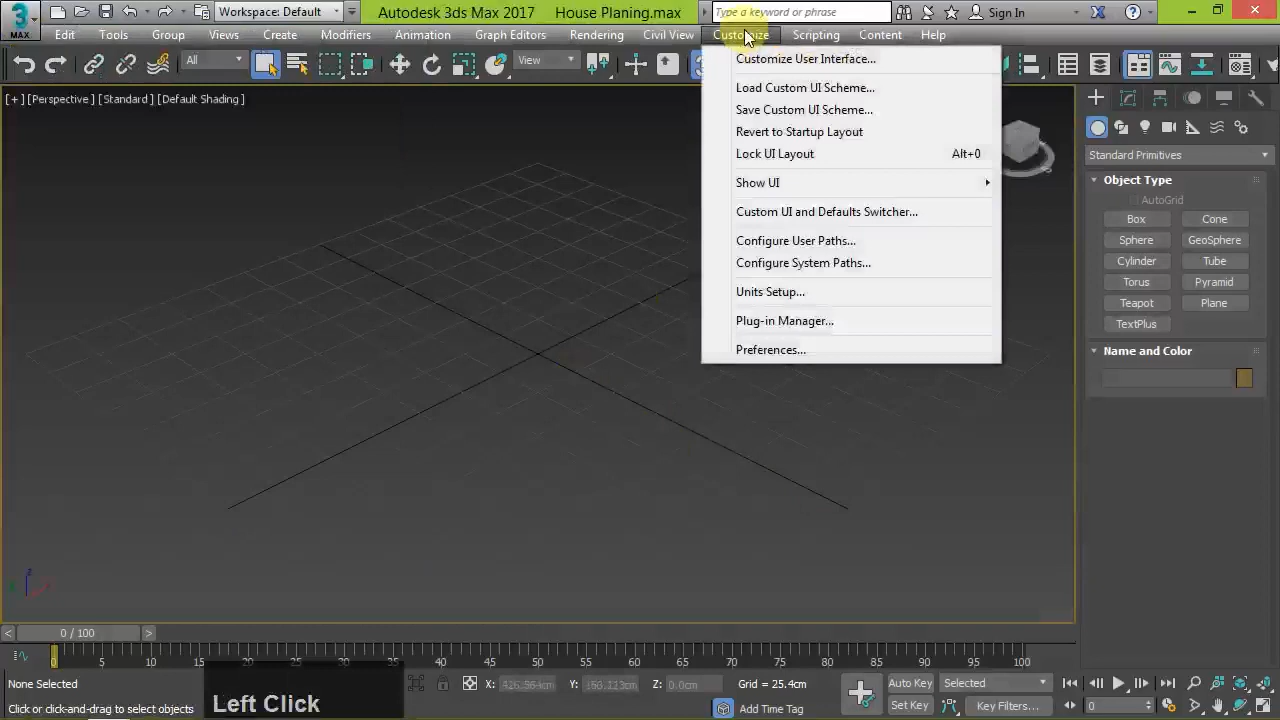 3 MAX
Workspace: Default
Autodesk 3ds Max 2017 House Planing.max
Type a keyword or phrase
Sign In
Edit Tools Group Views Create Modifiers Animation Graph Editors Rendering Civil View Customize Scripting Content Help
All
View
[+] [Perspective] [Standard] [Default Shading]
Customize User Interface...
Load Custom UI Scheme...
Save Custom UI Scheme...
Revert to Startup Layout
Lock UI Layout Alt+0
Show UI
Custom UI and Defaults Switcher...
Configure User Paths...
Configure System Paths...
Units Setup...
Plug-in Manager...
Preferences...
Standard Primitives
Object Type
AutoGrid
Box Cone
Sphere GeoSphere
Cylinder Tube
Torus Pyramid
Teapot Plane
TextPlus
Name and Color
z
< 0 / 100 >
0 5 10 15 20 25 30 35 40 45 50 55 60 65 70 75 80 85 90 95 100
None Selected
X: 426.564cm Y: 153.123cm Z: 0.0cm Grid = 25.4cm
Auto Key Selected
Click or click-and-drag to select objects
Left Click
Add Time Tag
Set Key Key Filters...
0